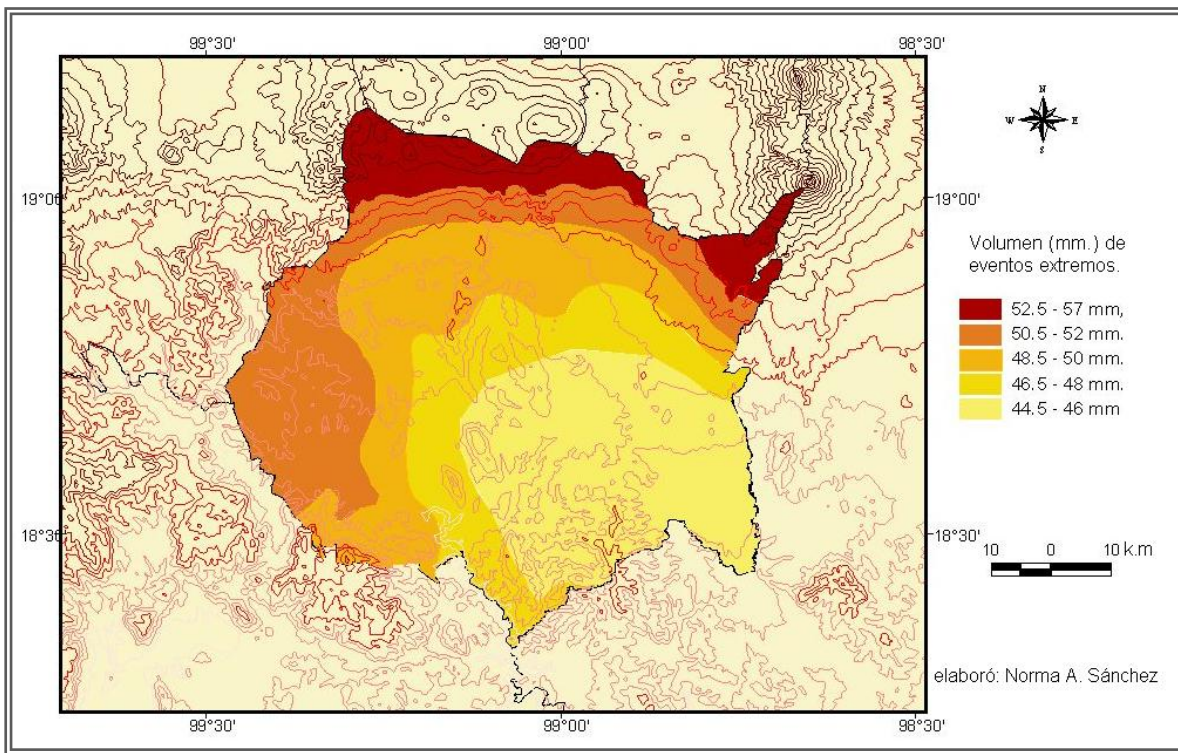 99°30'
99°00'
98°30'
N
W
E
S
19°00'
19°00'
Volumen (mm.) de
eventos extremos.
52.5 - 57 mm,
50.5 - 52 mm.
48.5 - 50 mm.
46.5 - 48 mm.
44.5 - 46 mm
18°30'
18°30'
10 0 10 k.m
elaboró: Norma A. Sánchez
99°30'
99°00'
98°30'